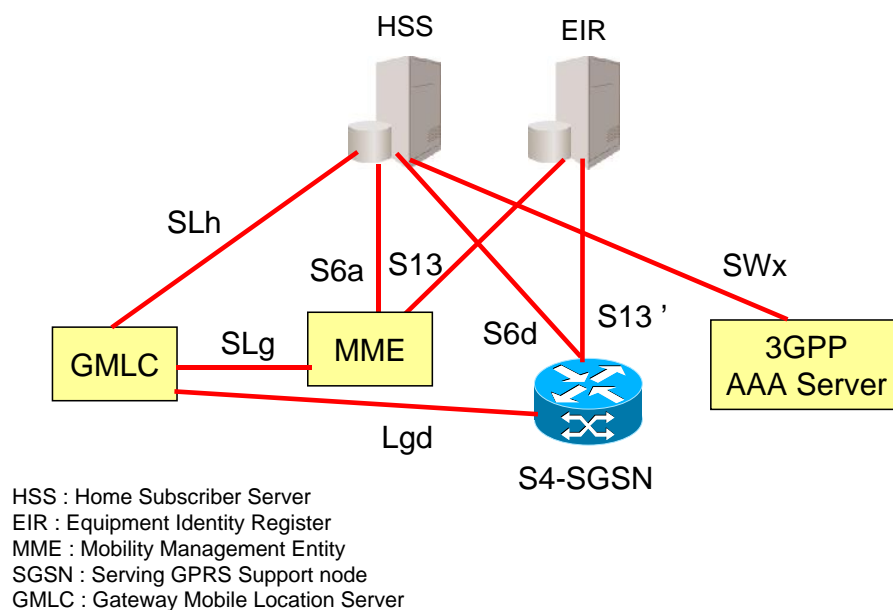 HSS
EIR
SLh
S6a
S13
SWx
S6d
S13 '
GMLC
SLg
MME
3GPP
AAA Server
Lgd
S4-SGSN
HSS : Home Subscriber Server
EIR : Equipment Identity Register
MME : Mobility Management Entity
SGSN : Serving GPRS Support node
GMLC : Gateway Mobile Location Server